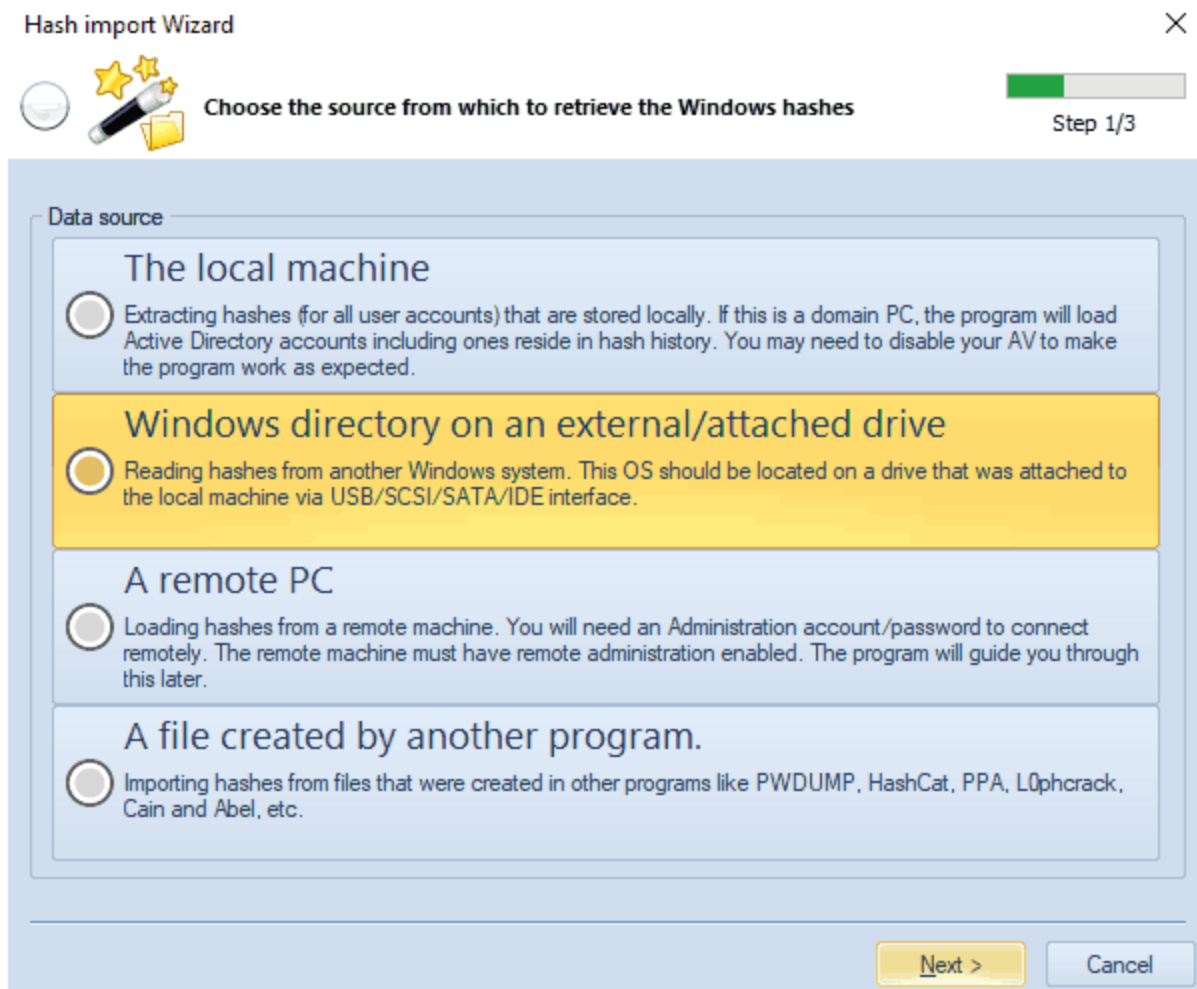 Hash import Wizard
Choose the source from which to retrieve the Windows hashes
Step 1/3
Data source
The local machine
Extracting hashes (for all user accounts) that are stored locally. If this is a domain PC, the program will load
Active Directory accounts including ones reside in hash history. You may need to disable your AV to make
the program work as expected.
Windows directory on an external/attached drive
Reading hashes from another Windows system. This OS should be located on a drive that was attached to
the local machine via USB/SCSI/SATA/IDE interface.
A remote PC
Loading hashes from a remote machine. You will need an Administration account/password to connect
remotely. The remote machine must have remote administration enabled. The program will guide you through
this later.
A file created by another program.
Importing hashes from files that were created in other programs like PWDUMP, HashCat, PPA, L0phcrack,
Cain and Abel, etc.
Next >
Cancel